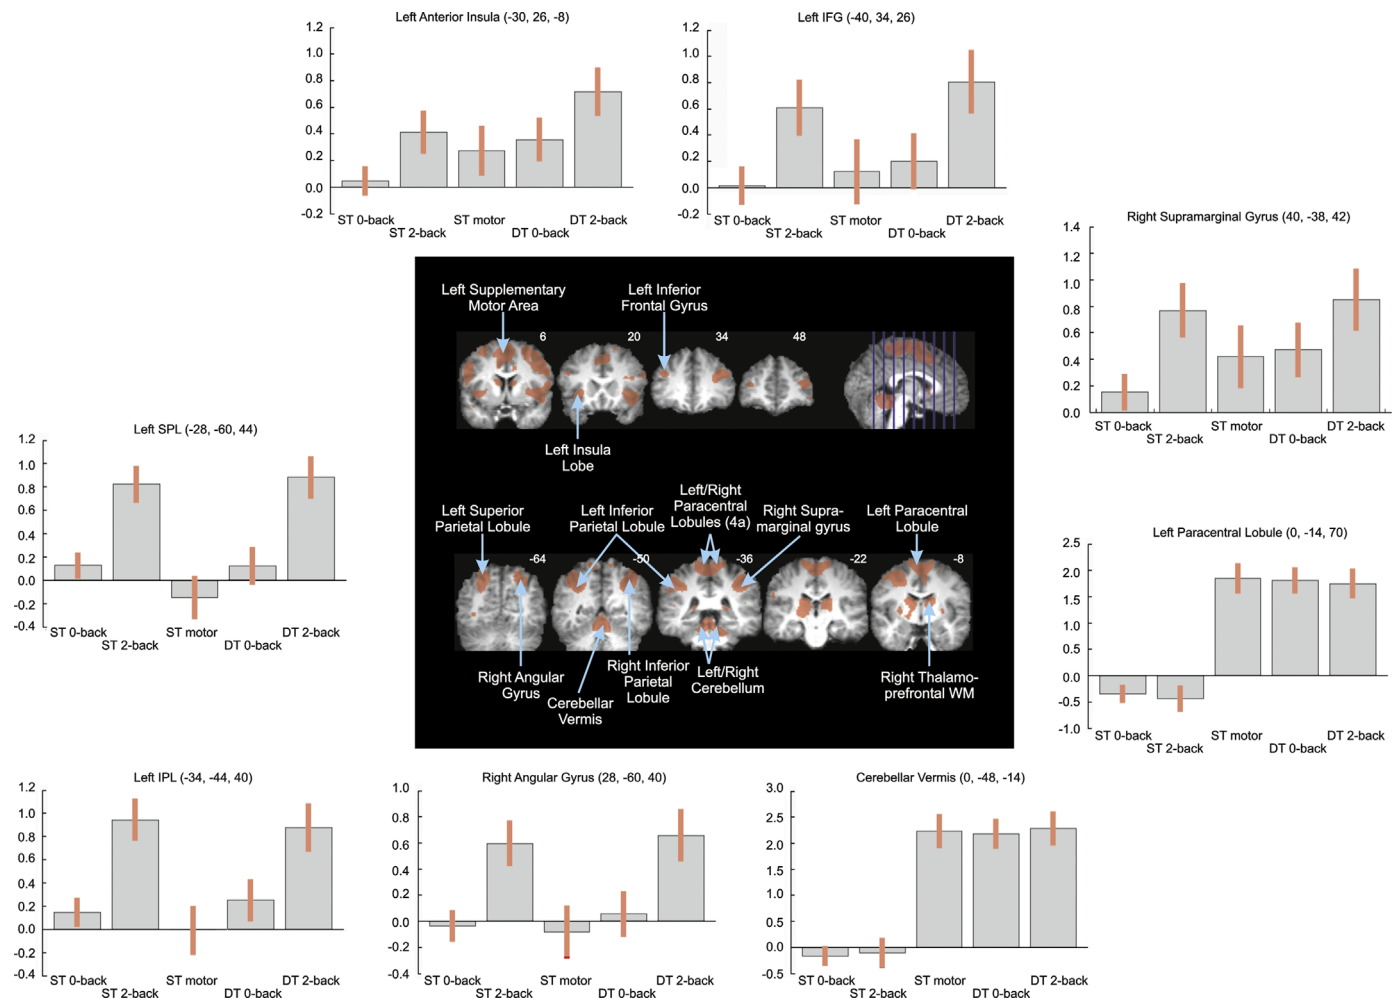 Left Anterior Insula (-30, 26, -8)
1.2
1.0
0.8
0.6
0.4
0.2
0.0
-0.2
ST 0-back
ST 2-back
ST motor
DT 0-back
DT 2-back
Left IFG (-40, 34, 26)
1.2
1.0
0.8
0.6
0.4
0.2
0.0
-0.2
ST 0-back
ST 2-back
ST motor
DT 0-back
DT 2-back
Right Supramarginal Gyrus (40, -38, 42)
1.4
1.2
1.0
0.8
0.6
0.4
0.2
0.0
ST 0-back
ST 2-back
ST motor
DT 0-back
DT 2-back
Left Supplementary
Motor Area
Left Inferior
Frontal Gyrus
6
20
34
48
Left Insula
Lobe
Left Superior
Parietal Lobule
Left Inferior
Parietal Lobule
Left/Right
Paracentral
Lobules (4a)
Right Supra-
marginal gyrus
Left Paracentral
Lobule
-64
-50
-36
-22
-8
Right Angular
Gyrus
Cerebellar
Vermis
Right Inferior
Parietal
Lobule
Left/Right
Cerebellum
Right Thalamo-
prefrontal WM
Left SPL (-28, -60, 44)
1.2
1.0
0.8
0.6
0.4
0.2
0.0
-0.2
-0.4
ST 0-back
ST 2-back
ST motor
DT 0-back
DT 2-back
Left Paracentral Lobule (0, -14, 70)
2.5
2.0
1.5
1.0
0.5
0.0
-0.5
-1.0
ST 0-back
ST 2-back
ST motor
DT 0-back
DT 2-back
Left IPL (-34, -44, 40)
1.2
1.0
0.8
0.6
0.4
0.2
0.0
-0.2
-0.4
ST 0-back
ST 2-back
ST motor
DT 0-back
DT 2-back
Right Angular Gyrus (28, -60, 40)
1.0
0.8
0.6
0.4
0.2
0.0
-0.2
-0.4
ST 0-back
ST 2-back
ST motor
DT 0-back
DT 2-back
Cerebellar Vermis (0, -48, -14)
3.0
2.5
2.0
1.5
1.0
0.5
0.0
-0.5
ST 0-back
ST 2-back
ST motor
DT 0-back
DT 2-back